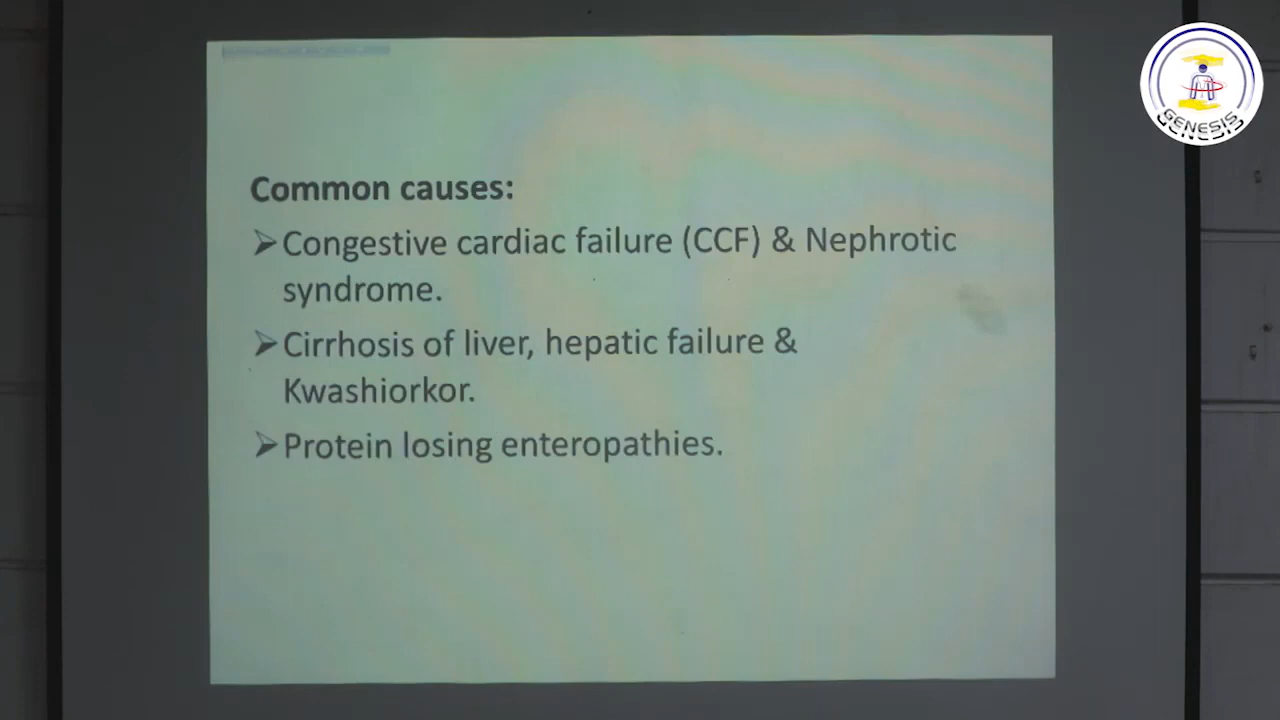 GENESIS
Common causes:
➢Congestive cardiac failure (CCF) & Nephrotic
syndrome.
➢Cirrhosis of liver, hepatic failure &
Kwashiorkor.
➢Protein losing enteropathies.